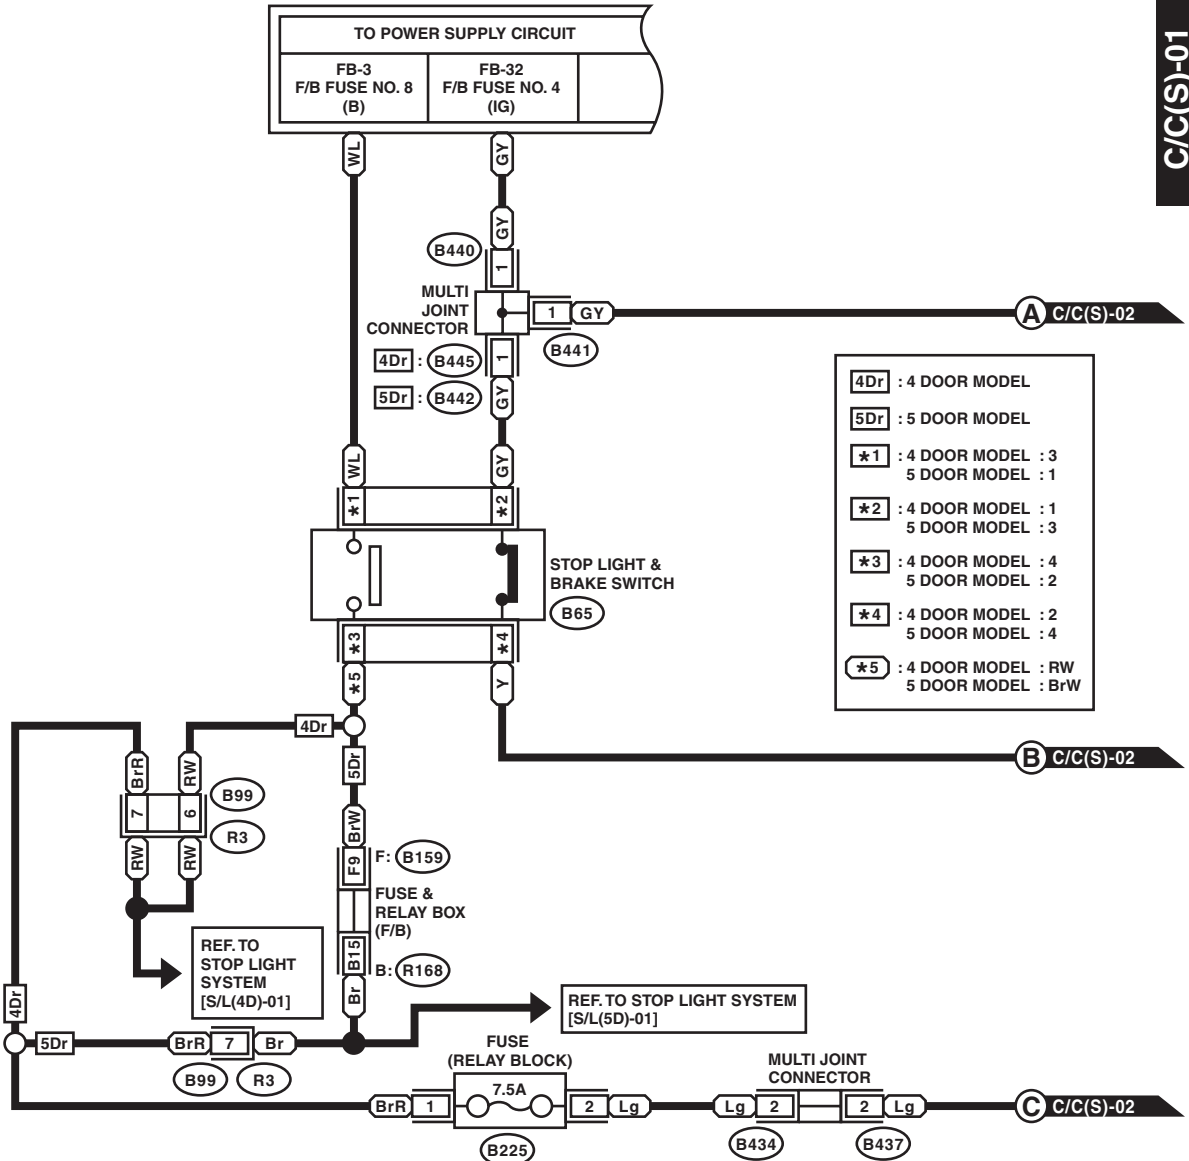 C/C(S)-01
TO POWER SUPPLY CIRCUIT
FB-3
F/B FUSE NO. 8
(B)
FB-32
F/B FUSE NO. 4
(IG)
WL
GY
GY
B440
1
MULTI
JOINT
CONNECTOR
1
GY
B441
A
C/C(S)-02
4Dr : B445
1
5Dr : B442
GY
WL
GY
*1
*2
STOP LIGHT &
BRAKE SWITCH
B65
*3
*4
*5
Y
4Dr : 4 DOOR MODEL
5Dr : 5 DOOR MODEL
*1 : 4 DOOR MODEL : 3
5 DOOR MODEL : 1
*2 : 4 DOOR MODEL : 1
5 DOOR MODEL : 3
*3 : 4 DOOR MODEL : 4
5 DOOR MODEL : 2
*4 : 4 DOOR MODEL : 2
5 DOOR MODEL : 4
*5 : 4 DOOR MODEL : RW
5 DOOR MODEL : BrW
4Dr
5Dr
B
C/C(S)-02
BrR
RW
7
6
B99
R3
RW
RW
BrW
F9
F: B159
FUSE &
RELAY BOX
(F/B)
B15
B: R168
Br
REF. TO
STOP LIGHT
SYSTEM
[S/L(4D)-01]
4Dr
5Dr
BrR
7
Br
B99
R3
REF. TO STOP LIGHT SYSTEM
[S/L(5D)-01]
FUSE
(RELAY BLOCK)
7.5A
BrR
1
2
Lg
B225
MULTI JOINT
CONNECTOR
Lg
2
2
Lg
B434
B437
C
C/C(S)-02